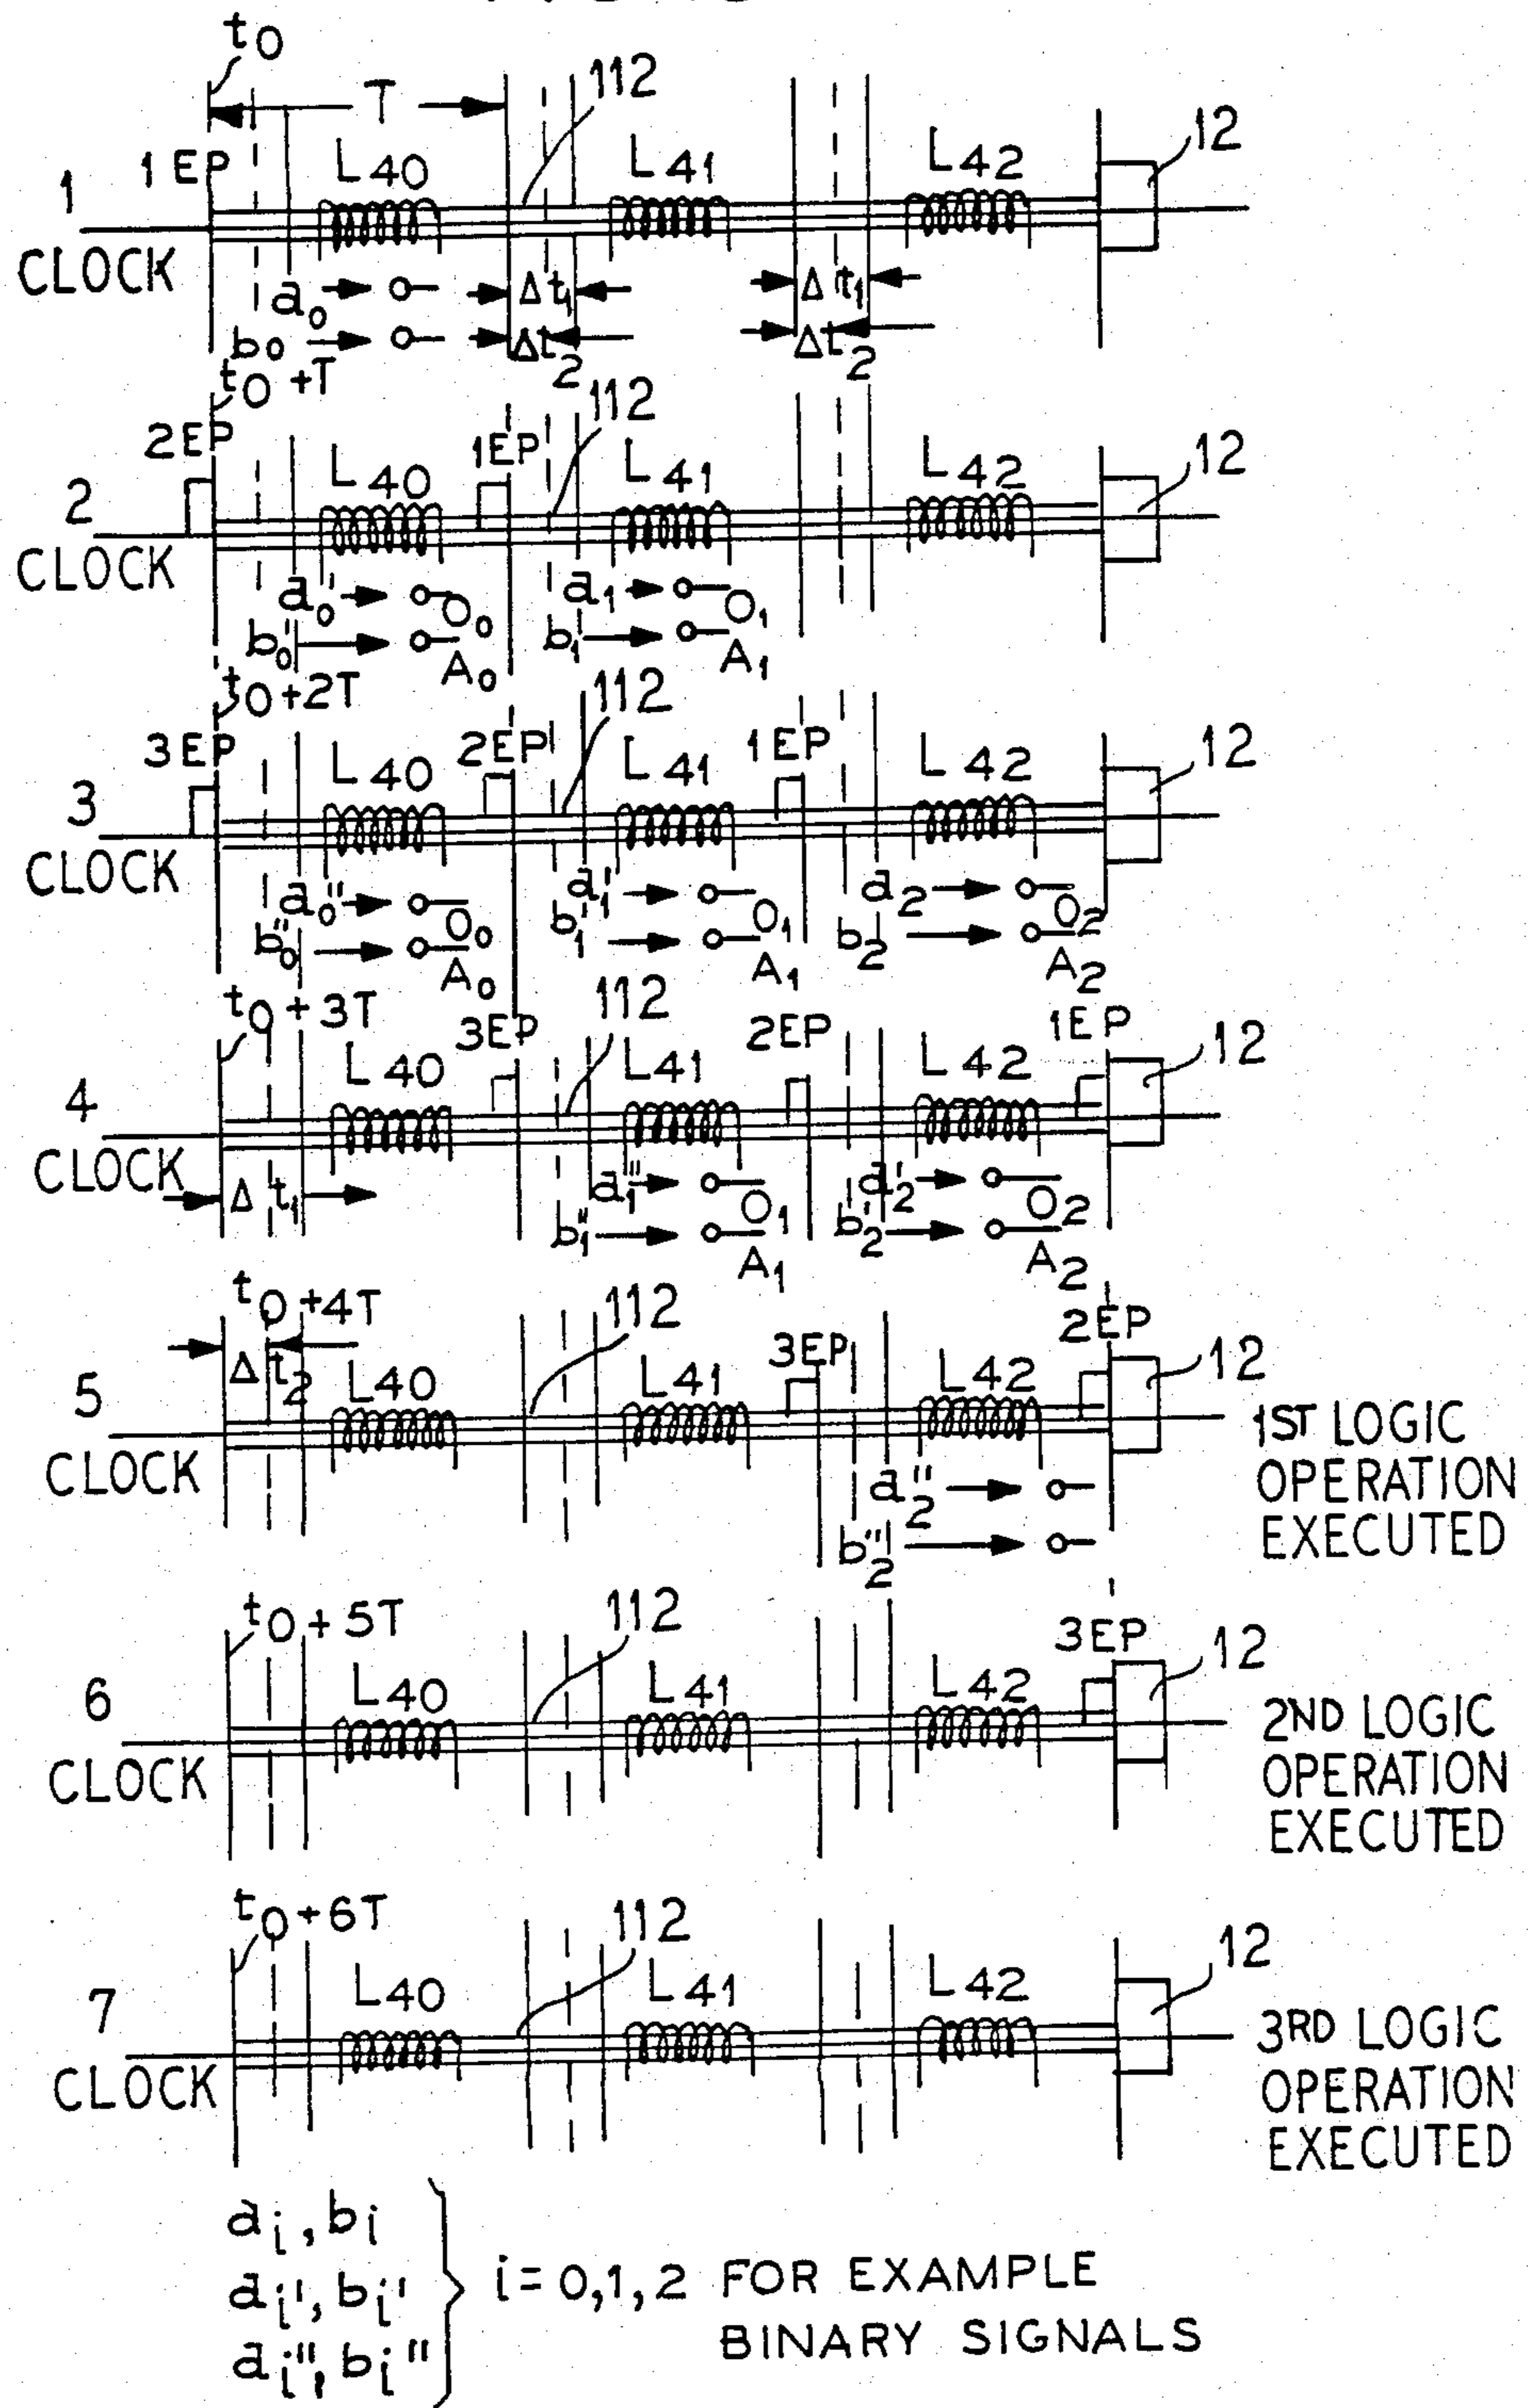 t0
T
112
1 EP
L40
L41
L42
12
1
CLOCK
a0
Δt1
Δt1
b0
Δt2
Δt2
t0+T
112
2EP
1EP
L40
L41
L42
12
2
CLOCK
a0'
O0
a1
O1
b0'
A0
b1
A1
t0+2T
112
3EP
2EP
1EP
L40
L41
L42
12
3
CLOCK
a0''
O0
a1'
O1
a2
O2
b0''
A0
b1'
A1
b2
A2
t0+3T
112
3EP
2EP
1EP
L40
L41
L42
12
4
CLOCK
Δt1
a1''
O1
a2'
O2
b1''
A1
b2'
A2
t0+4T
112
3EP
2EP
Δt2
L40
L41
L42
12
5
CLOCK
1ST LOGIC
OPERATION
EXECUTED
a2''
b2''
t0+5T
112
3EP
L40
L41
L42
12
6
CLOCK
2ND LOGIC
OPERATION
EXECUTED
t0+6T
112
L40
L41
L42
12
7
CLOCK
3RD LOGIC
OPERATION
EXECUTED
ai, bi
ai', bi'
ai'', bi''
i=0,1,2 FOR EXAMPLE
BINARY SIGNALS